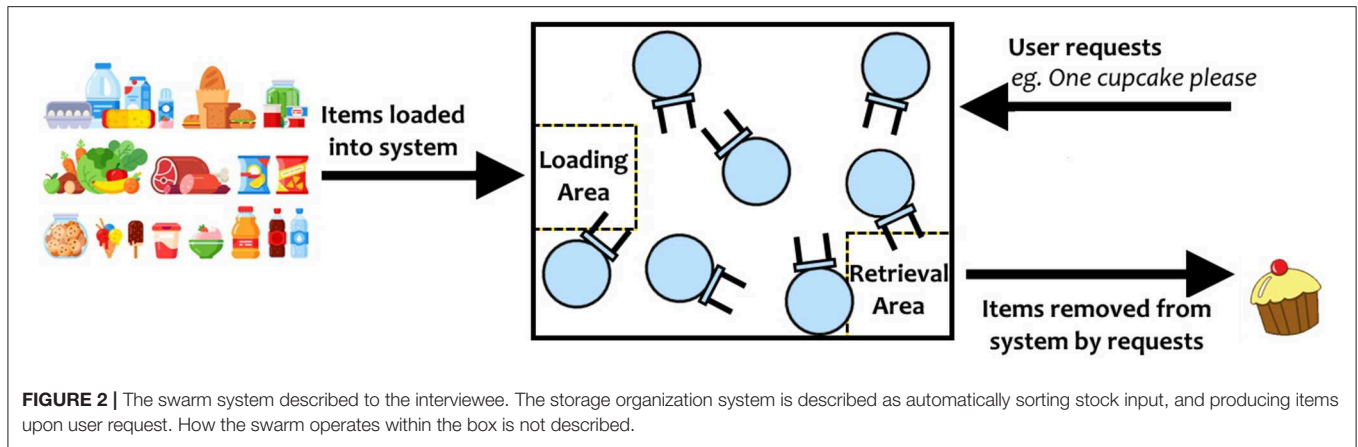 Items loaded
into system
Loading
Area
Retrieval
Area
User requests
eg. One cupcake please
Items removed from
system by requests
FIGURE 2 | The swarm system described to the interviewee. The storage organization system is described as automatically sorting stock input, and producing items
upon user request. How the swarm operates within the box is not described.